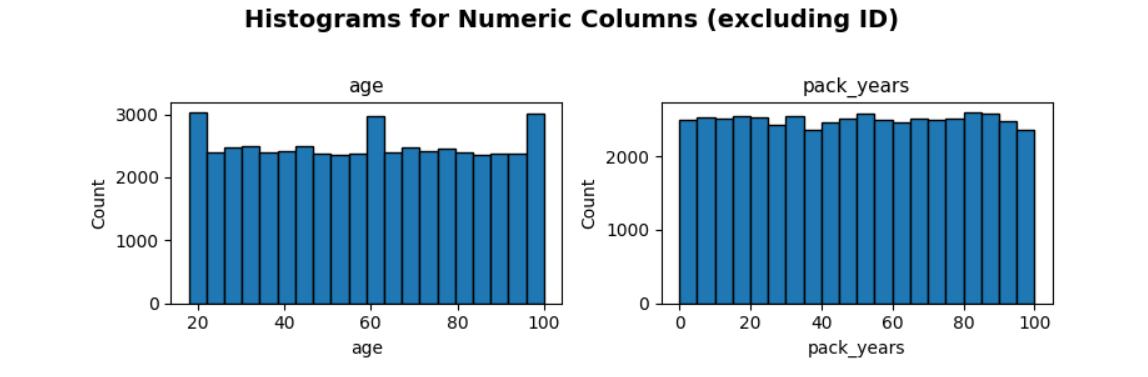 Histograms for Numeric Columns (excluding ID)
age
3000
2000
1000
0
Count
20 40 60 80 100
age
pack_years
2000
1000
0
Count
0 20 40 60 80 100
pack_years